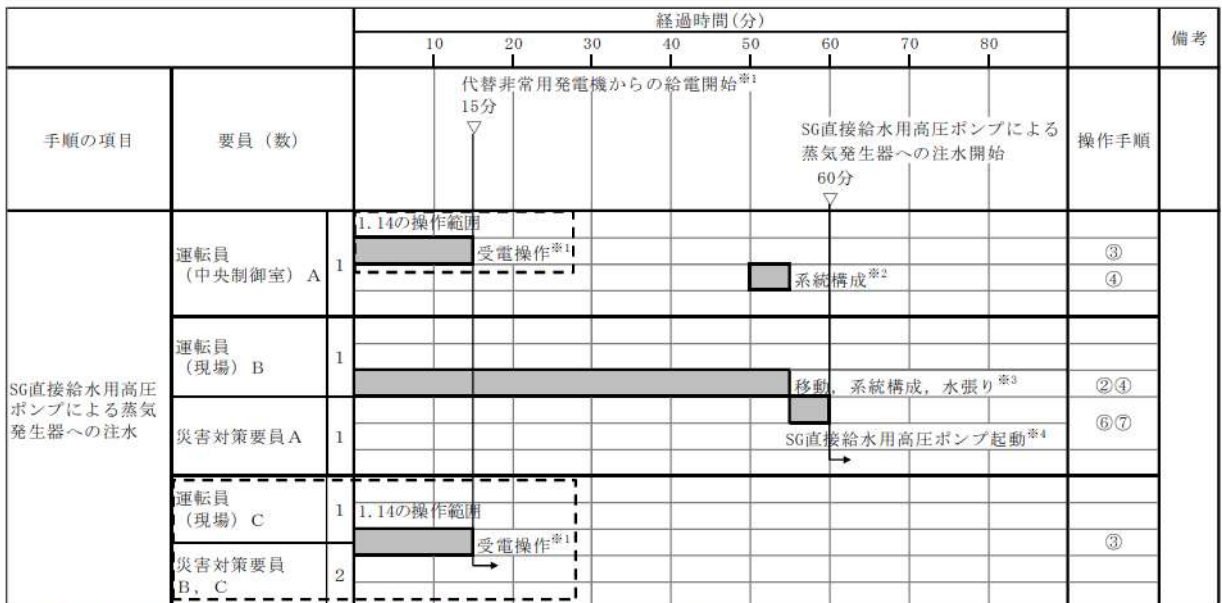 経過時間(分)
10 20 30 40 50 60 70 80
備考
手順の項目
要員（数）
操作手順
代替非常用発電機からの給電開始※1
15分
SG直接給水用高圧ポンプによる
蒸気発生器への注水開始
60分
SG直接給水用高圧
ポンプによる蒸気
発生器への注水
運転員
（中央制御室）A
1
1.14の操作範囲
受電操作※1
③
系統構成※2
④
運転員
（現場）B
1
移動，系統構成，水張り※3
②④
災害対策要員A
1
⑥⑦
SG直接給水用高圧ポンプ起動※4
運転員
（現場）C
1
1.14の操作範囲
受電操作※1
③
災害対策要員
B，C
2